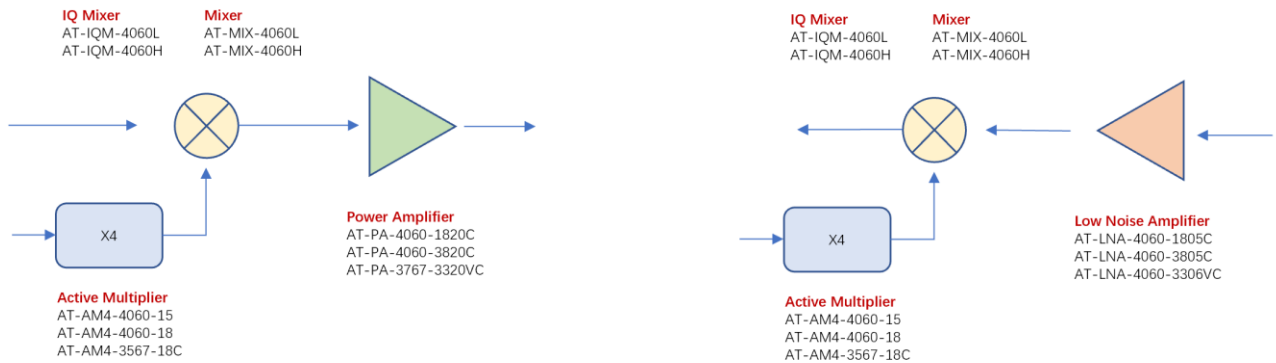 IQ Mixer
AT-IQM-4060L
AT-IQM-4060H
Mixer
AT-MIX-4060L
AT-MIX-4060H
X4
Power Amplifier
AT-PA-4060-1820C
AT-PA-4060-3820C
AT-PA-3767-3320VC
Active Multiplier
AT-AM4-4060-15
AT-AM4-4060-18
AT-AM4-3567-18C
IQ Mixer
AT-IQM-4060L
AT-IQM-4060H
Mixer
AT-MIX-4060L
AT-MIX-4060H
X4
Low Noise Amplifier
AT-LNA-4060-1805C
AT-LNA-4060-3805C
AT-LNA-4060-3306VC
Active Multiplier
AT-AM4-4060-15
AT-AM4-4060-18
AT-AM4-3567-18C